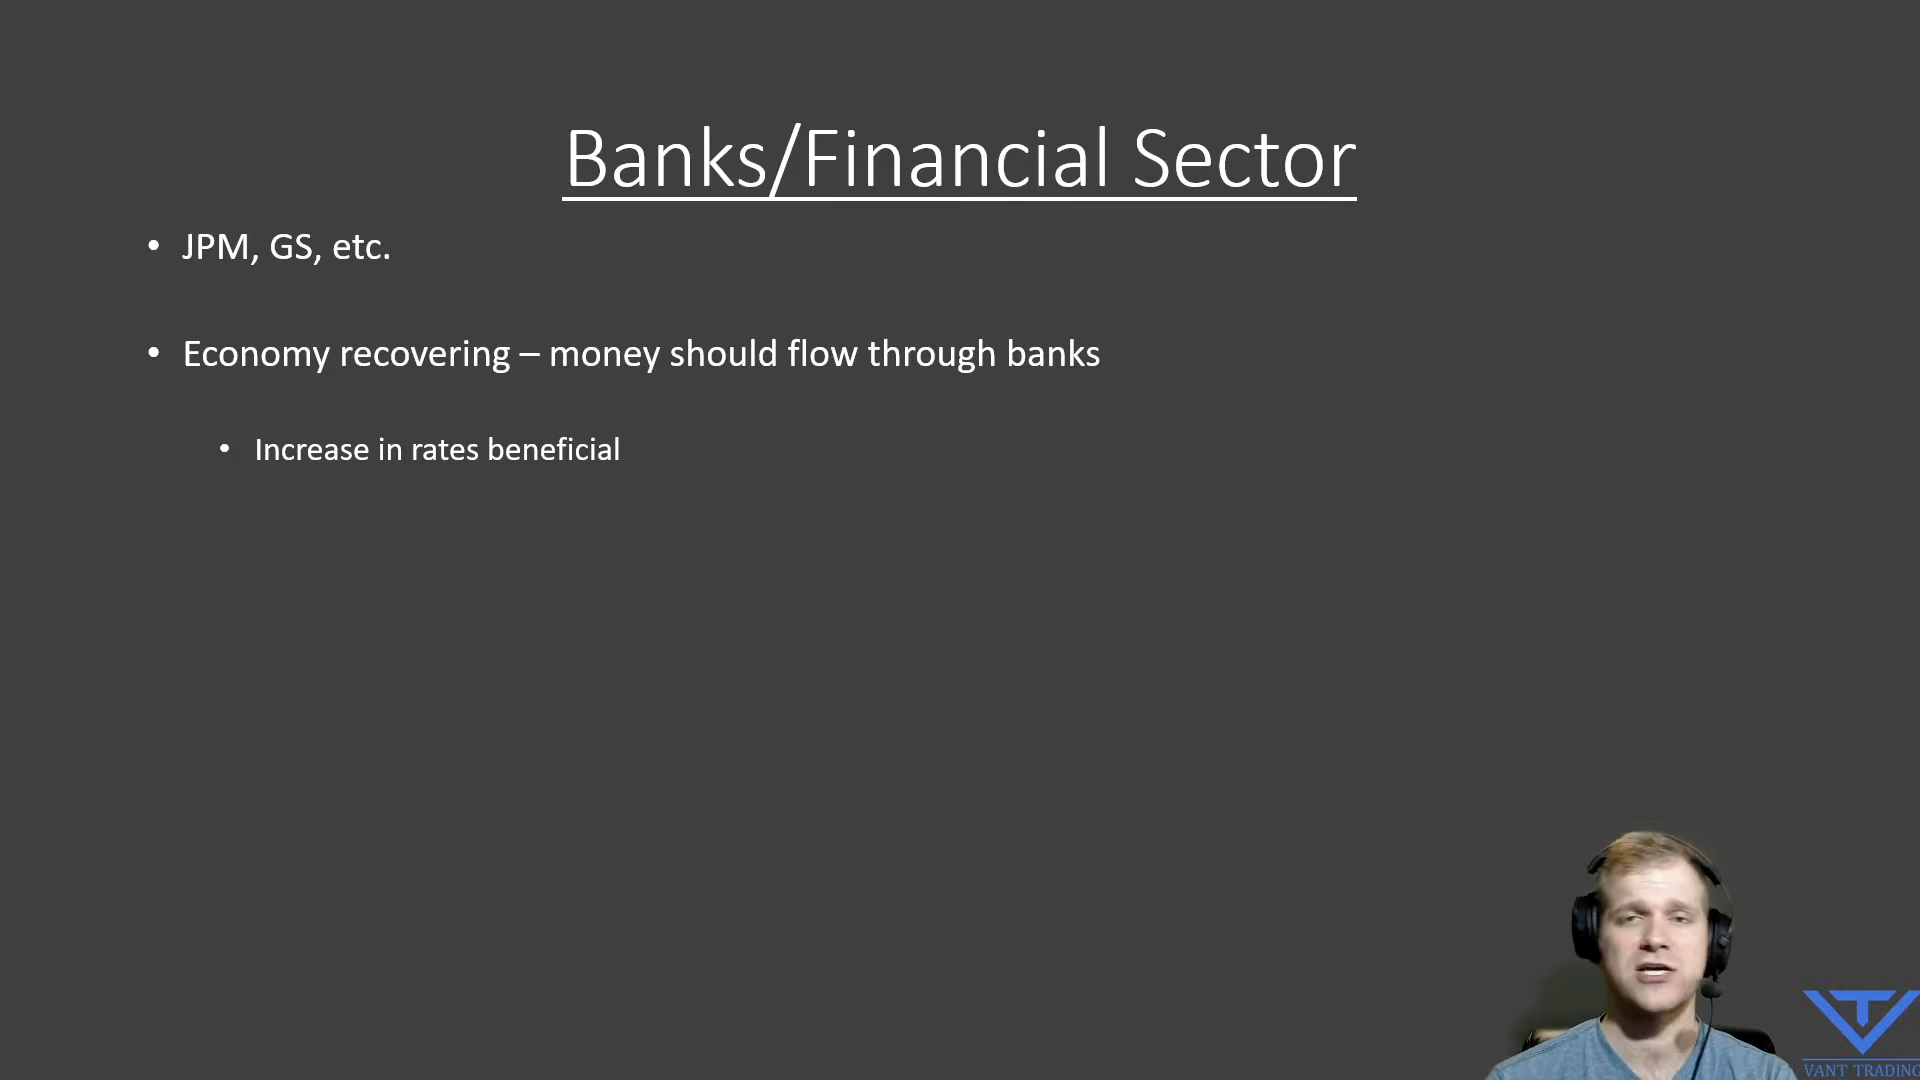 Banks/Financial Sector
• JPM, GS, etc.
• Economy recovering – money should flow through banks
• Increase in rates beneficial
VANT TRADING